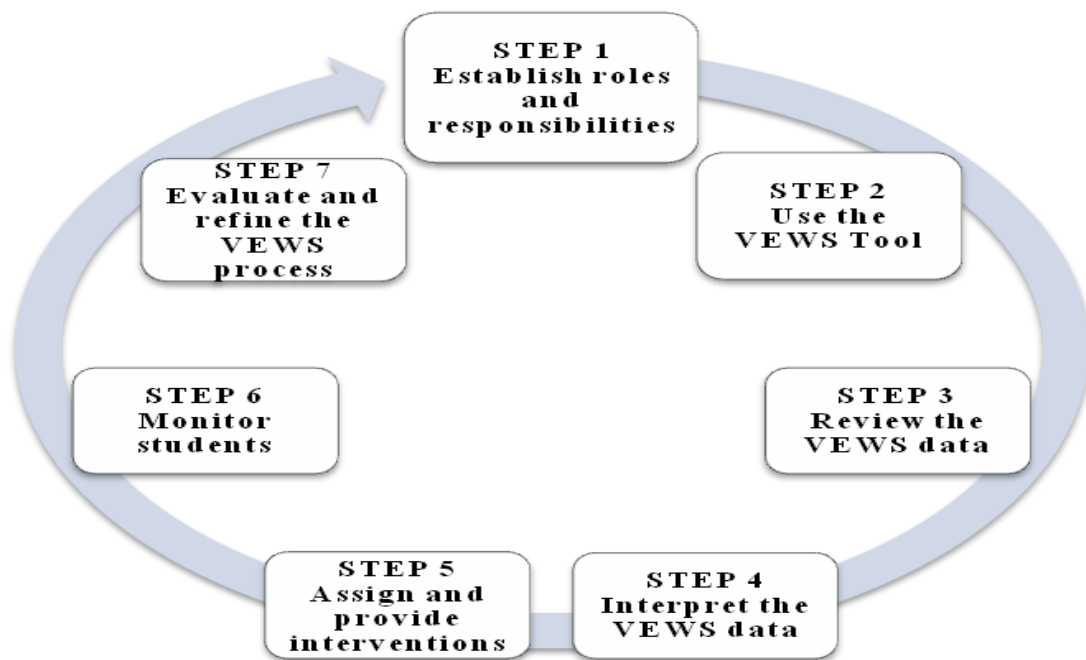 STEP 1
Establish roles
and
responsibilities
STEP 2
Use the
VEWS Tool
STEP 3
Review the
VEWS data
STEP 4
Interpret the
VEWS data
STEP 5
Assign and
provide
interventions
STEP 6
Monitor
students
STEP 7
Evaluate and
refine the
VEWS
process